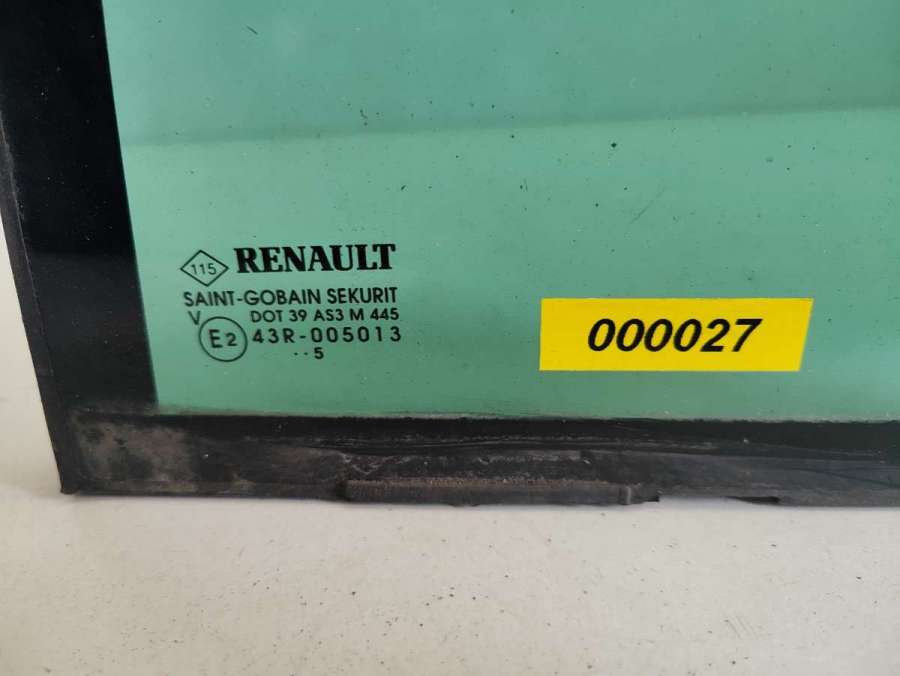 115 RENAULT
SAINT-GOBAIN SEKURIT
V DOT 39 AS3 M 445
E2 43R-005013
··5
000027